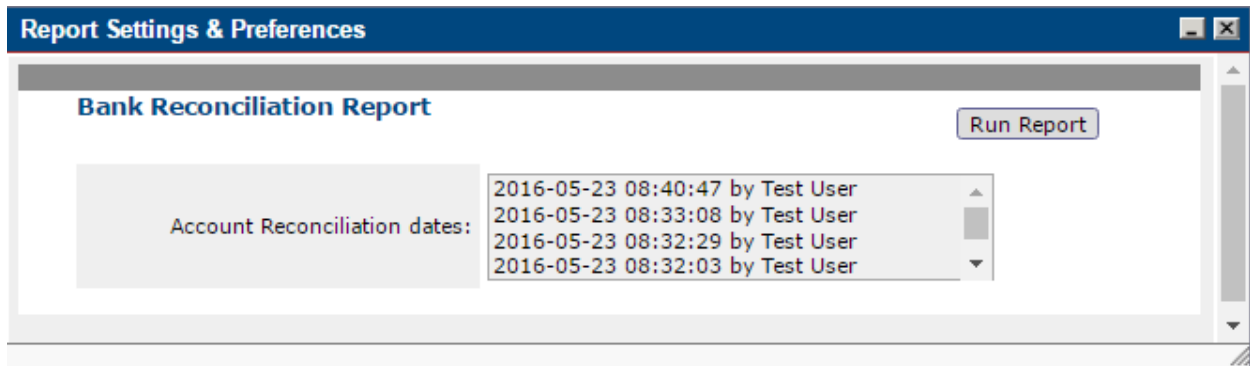 Report Settings & Preferences
Bank Reconciliation Report
Run Report
Account Reconciliation dates:
2016-05-23 08:40:47 by Test User
2016-05-23 08:33:08 by Test User
2016-05-23 08:32:29 by Test User
2016-05-23 08:32:03 by Test User